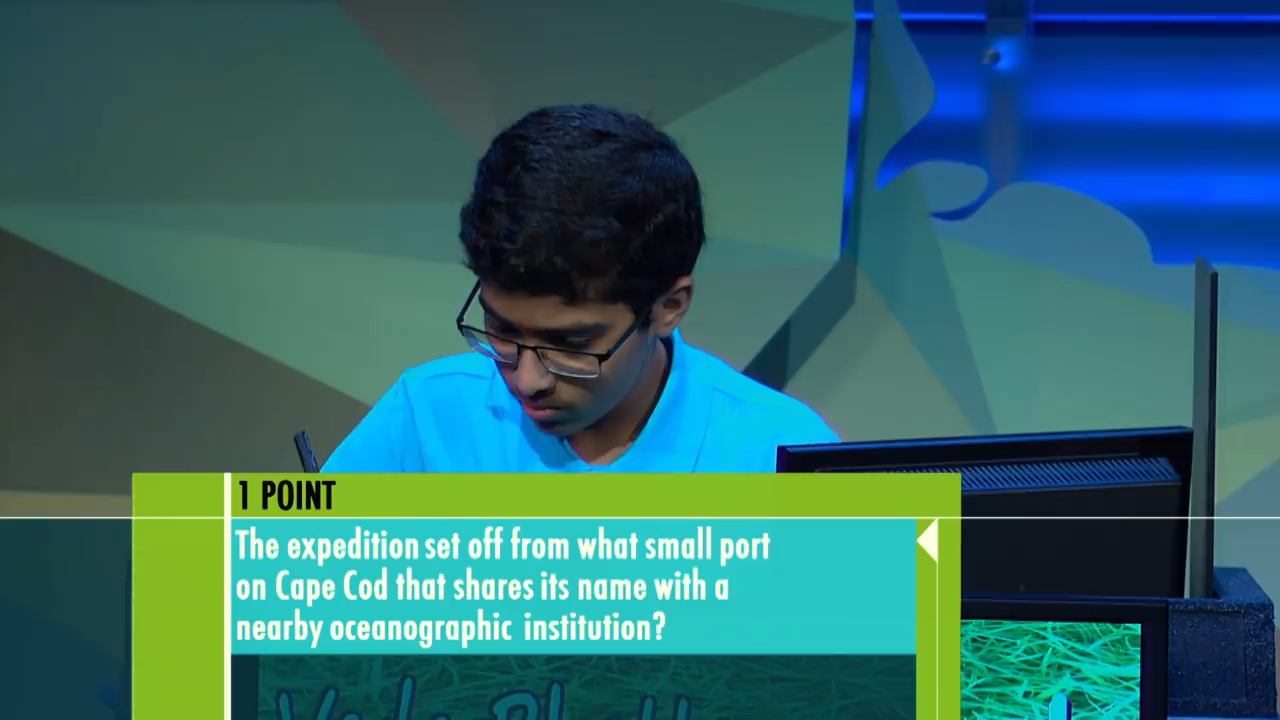 1 POINT
The expedition set off from what small port
on Cape Cod that shares its name with a
nearby oceanographic institution?